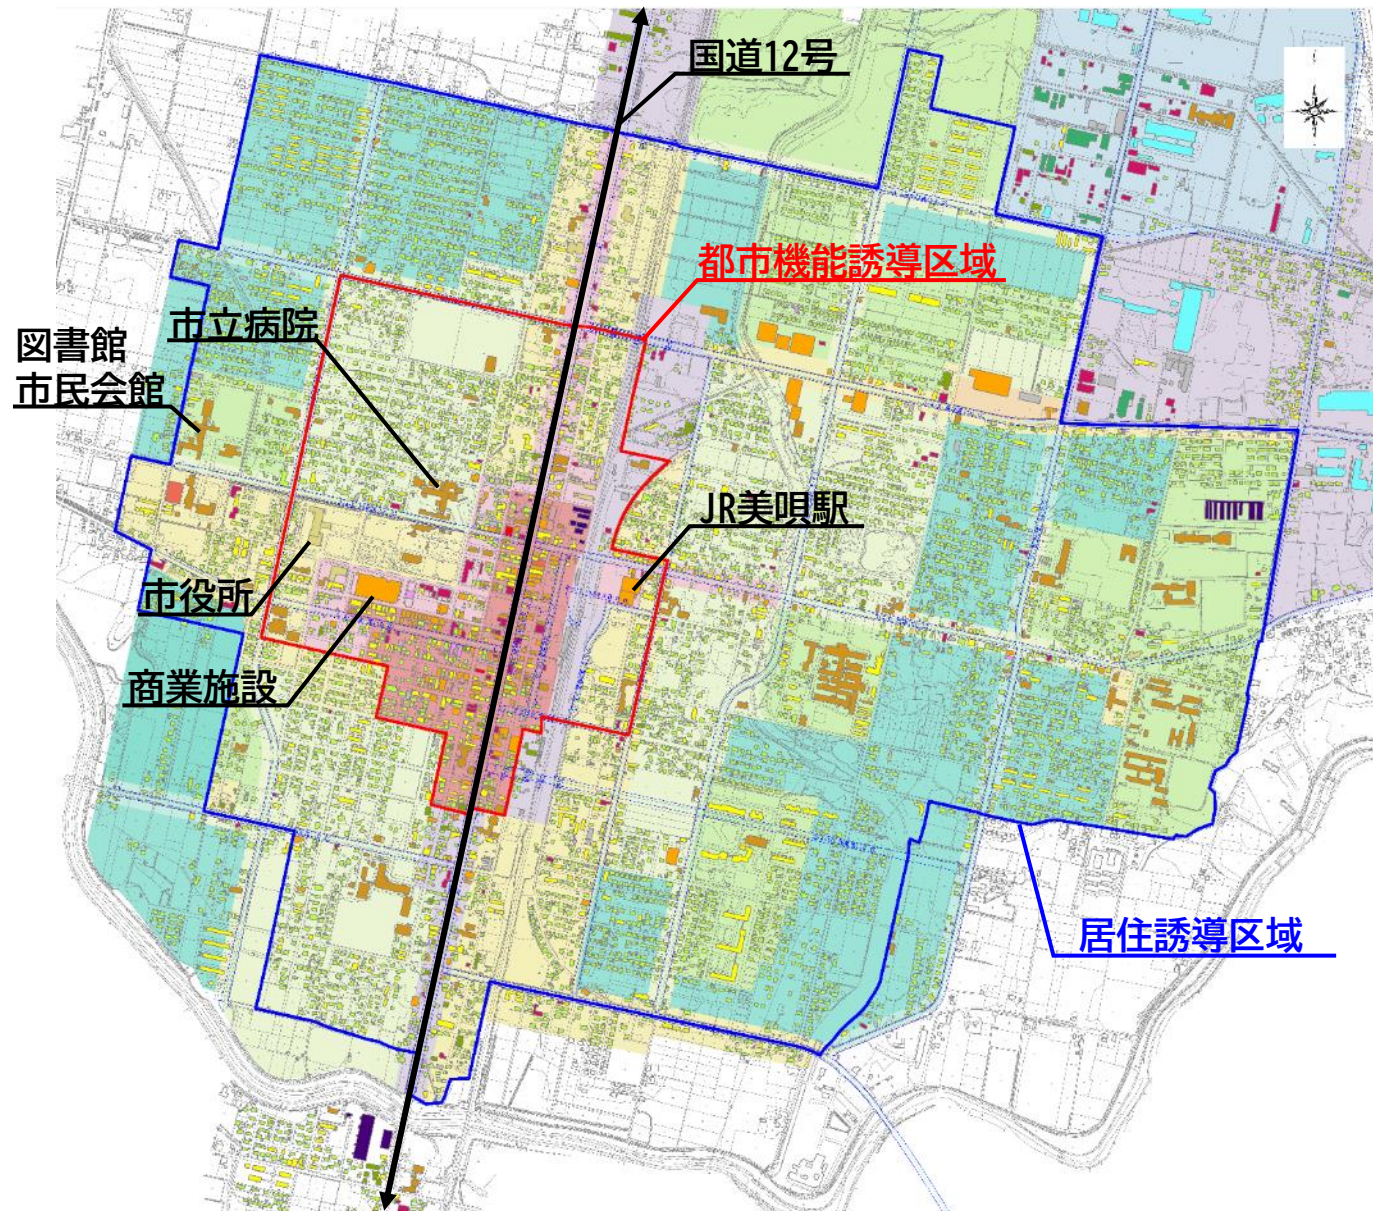 国道12号
都市機能誘導区域
市立病院
図書館
市民会館
JR美唄駅
市役所
商業施設
居住誘導区域